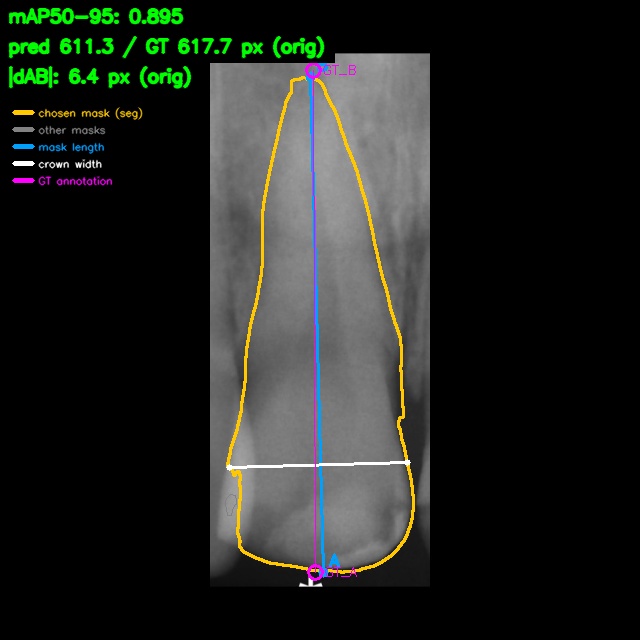 mAP50-95: 0.895
pred 611.3 / GT 617.7 px (orig)
|dAB|: 6.4 px (orig)
chosen mask (seg)
other masks
mask length
crown width
GT annotation
GT_B
A
GT_A